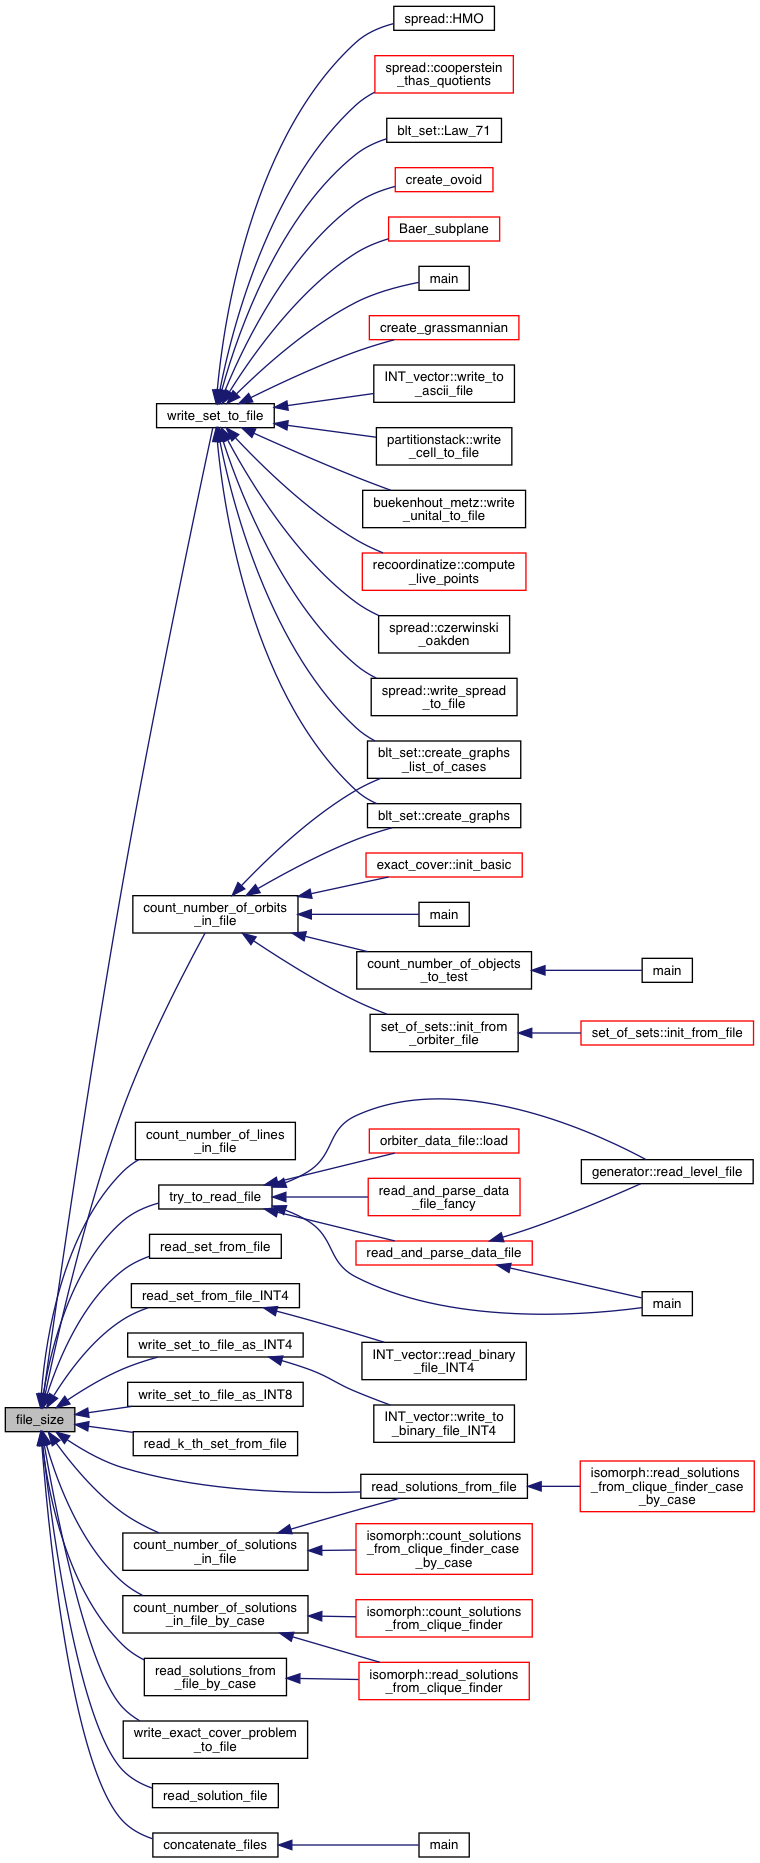 spread::HMO
spread::cooperstein
_thas_quotients
blt_set::Law_71
create_ovoid
Baer_subplane
main
create_grassmannian
INT_vector::write_to
_ascii_file
write_set_to_file
partitionstack::write
_cell_to_file
buekenhout_metz::write
_unital_to_file
recoordinatize::compute
_live_points
spread::czerwinski
_oakden
spread::write_spread
_to_file
blt_set::create_graphs
_list_of_cases
blt_set::create_graphs
exact_cover::init_basic
count_number_of_orbits
_in_file
main
count_number_of_objects
_to_test
main
set_of_sets::init_from
_orbiter_file
set_of_sets::init_from_file
count_number_of_lines
_in_file
orbiter_data_file::load
generator::read_level_file
try_to_read_file
read_and_parse_data
_file_fancy
read_set_from_file
read_and_parse_data_file
read_set_from_file_INT4
main
write_set_to_file_as_INT4
INT_vector::read_binary
_file_INT4
write_set_to_file_as_INT8
file_size
INT_vector::write_to
_binary_file_INT4
read_k_th_set_from_file
read_solutions_from_file
isomorph::read_solutions
_from_clique_finder_case
_by_case
count_number_of_solutions
_in_file
isomorph::count_solutions
_from_clique_finder_case
_by_case
count_number_of_solutions
_in_file_by_case
isomorph::count_solutions
_from_clique_finder
read_solutions_from
_file_by_case
isomorph::read_solutions
_from_clique_finder
write_exact_cover_problem
_to_file
read_solution_file
concatenate_files
main